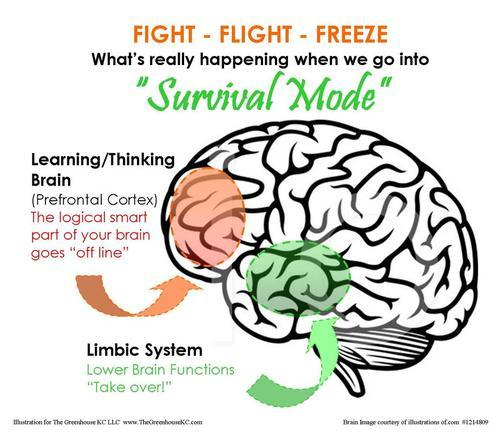 FIGHT - FLIGHT - FREEZE
What's really happening when we go into
"Survival Mode"
Learning/Thinking
Brain
(Prefrontal Cortex)
The logical smart
part of your brain
goes "off line"
Limbic System
Lower Brain Functions
"Take over!"
Illustration for The Greenhouse KC LLC www.TheGreenhouseKC.com
Brain Image courtesy of illustrations of.com #1214809